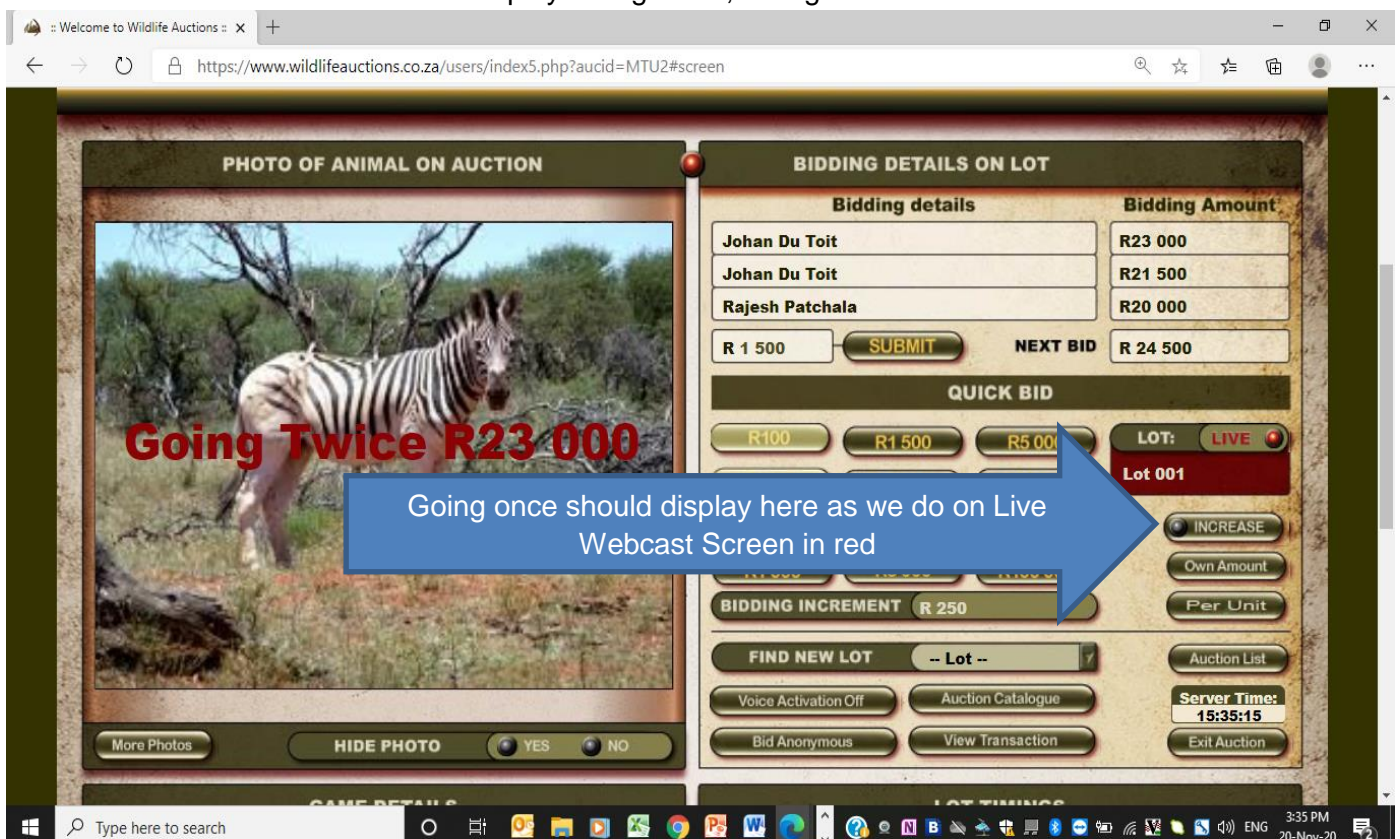 :: Welcome to Wildlife Auctions ::
https://www.wildlifeauctions.co.za/users/index5.php?aucid=MTU2#screen
PHOTO OF ANIMAL ON AUCTION
Going Twice R23 000
More Photos
HIDE PHOTO
YES
NO
BIDDING DETAILS ON LOT
Bidding details
Bidding Amount
Johan Du Toit
R23 000
Johan Du Toit
R21 500
Rajesh Patchala
R20 000
R 1 500
SUBMIT
NEXT BID
R 24 500
QUICK BID
R100
R1 500
R5 000
LOT:
LIVE
Lot 001
Going once should display here as we do on Live
Webcast Screen in red
INCREASE
Own Amount
BIDDING INCREMENT
R 250
Per Unit
FIND NEW LOT
-- Lot --
Auction List
Voice Activation Off
Auction Catalogue
Server Time:
15:35:15
Bid Anonymous
View Transaction
Exit Auction
Type here to search
ENG
3:35 PM
20-Nov-20